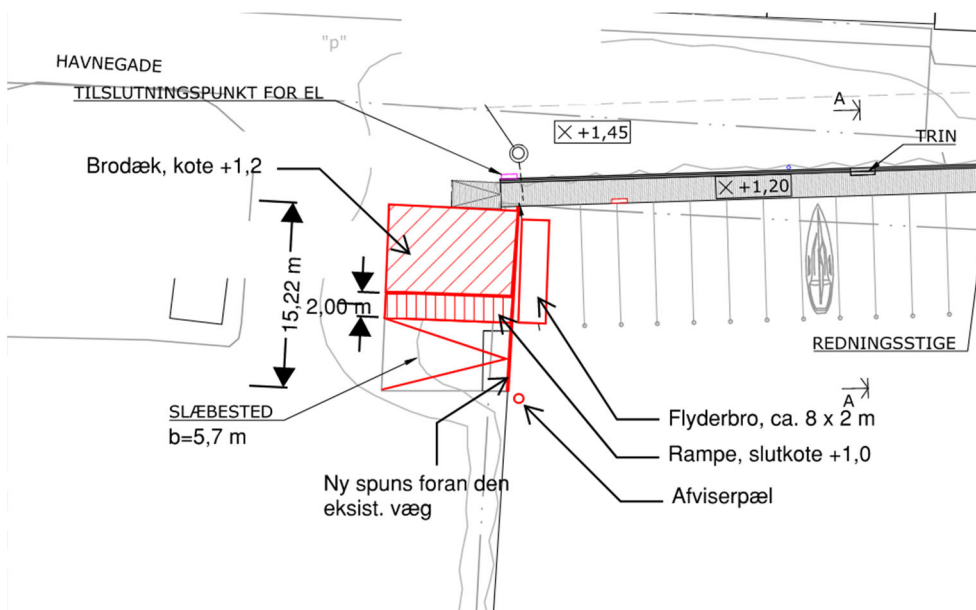 "p"
HAVNEGADE
TILSLUTNINGSPUNKT FOR EL
A
+1,45
TRIN
Brodæk, kote +1,2
+1,20
15,22 m
2,00 m
REDNINGSSTIGE
A
SLÆBESTED
b=5,7 m
Flyderbro, ca. 8 x 2 m
Rampe, slutkote +1,0
Ny spuns foran den
eksist. væg
Afviserpæl